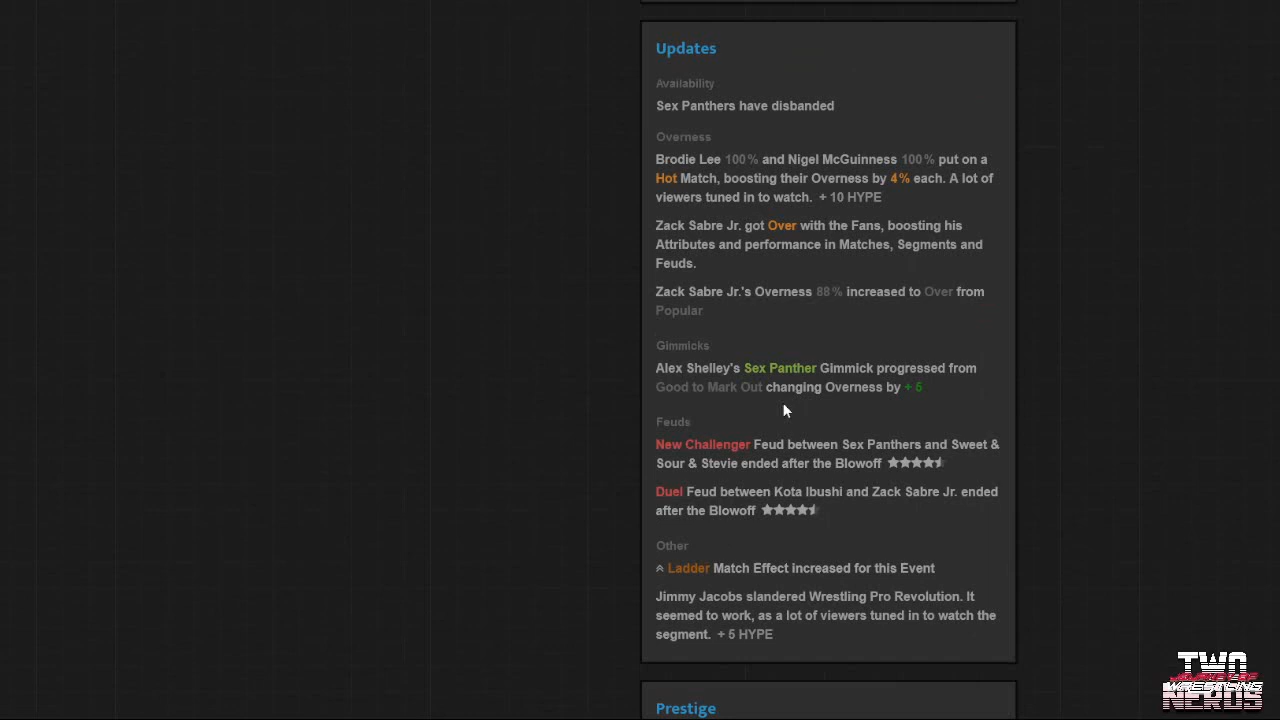 Updates
Availability
Sex Panthers have disbanded
Overness
Brodie Lee 100% and Nigel McGuinness 100% put on a
Hot Match, boosting their Overness by 4% each. A lot of
viewers tuned in to watch. + 10 HYPE
Zack Sabre Jr. got Over with the Fans, boosting his
Attributes and performance in Matches, Segments and
Feuds.
Zack Sabre Jr.'s Overness 88% increased to Over from
Popular
Gimmicks
Alex Shelley's Sex Panther Gimmick progressed from
Good to Mark Out changing Overness by + 5
Feuds
New Challenger Feud between Sex Panthers and Sweet &
Sour & Stevie ended after the Blowoff
Duel Feud between Kota Ibushi and Zack Sabre Jr. ended
after the Blowoff
Other
Ladder Match Effect increased for this Event
Jimmy Jacobs slandered Wrestling Pro Revolution. It
seemed to work, as a lot of viewers tuned in to watch the
segment. + 5 HYPE
Prestige
TWO
WRESTLING
NERDS